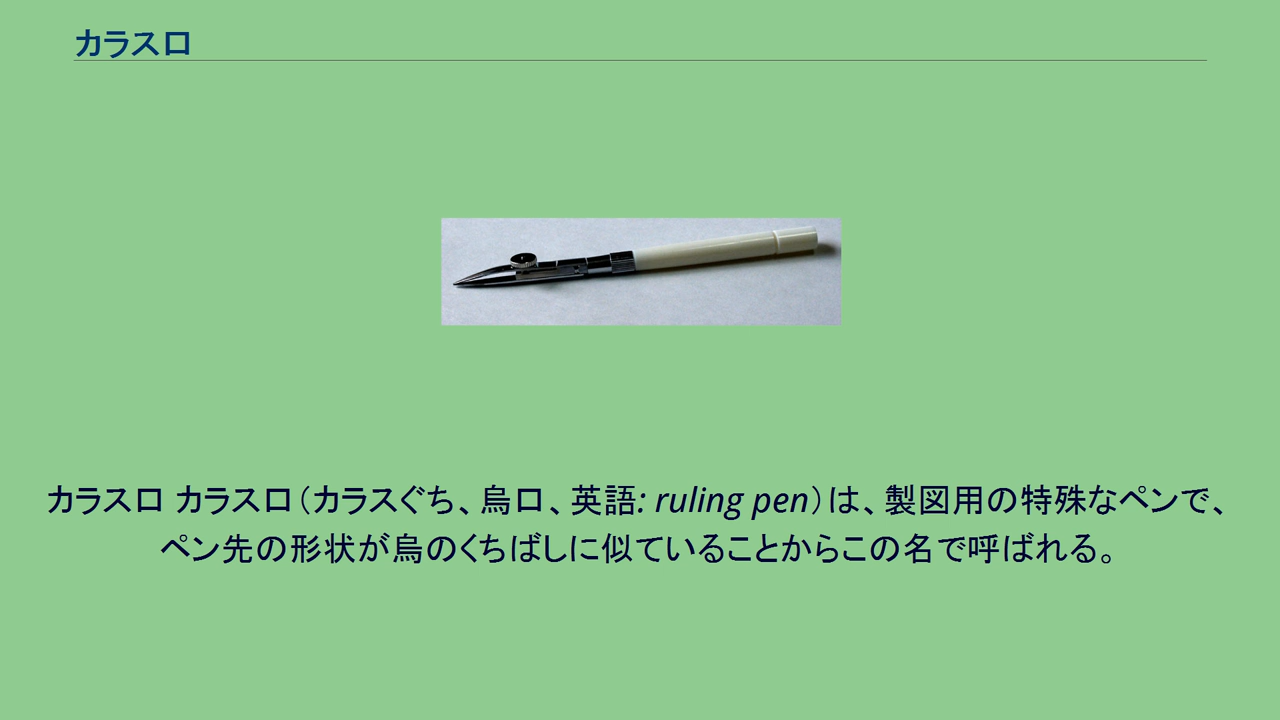 カラス口
カラス口 カラス口（カラスぐち、烏口、英語: ruling pen）は、製図用の特殊なペンで、
ペン先の形状が烏のくちばしに似ていることからこの名で呼ばれる。